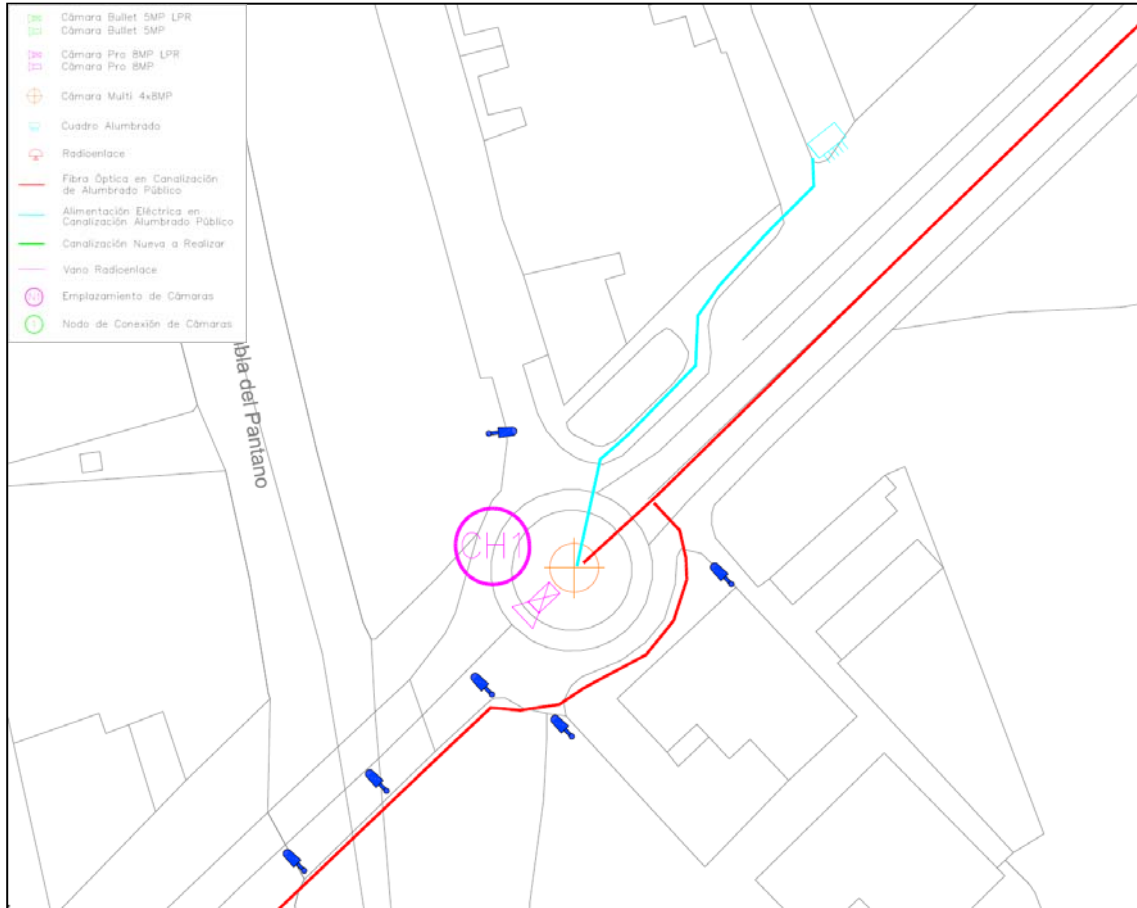 Cámara Bullet 5MP LPR
Cámara Bullet 5MP
Cámara Pro 8MP LPR
Cámara Pro 8MP
Cámara Multi 4x8MP
Cuadro Alumbrado
Radioenlace
Fibra Óptica en Canalización
de Alumbrado Público
Alimentación Eléctrica en
Canalización Alumbrado Público
Canalización Nueva a Realizar
Vano Radioenlace
N1 Emplazamiento de Cámaras
1 Nodo de Conexión de Cámaras
bla del Pantano
CH1